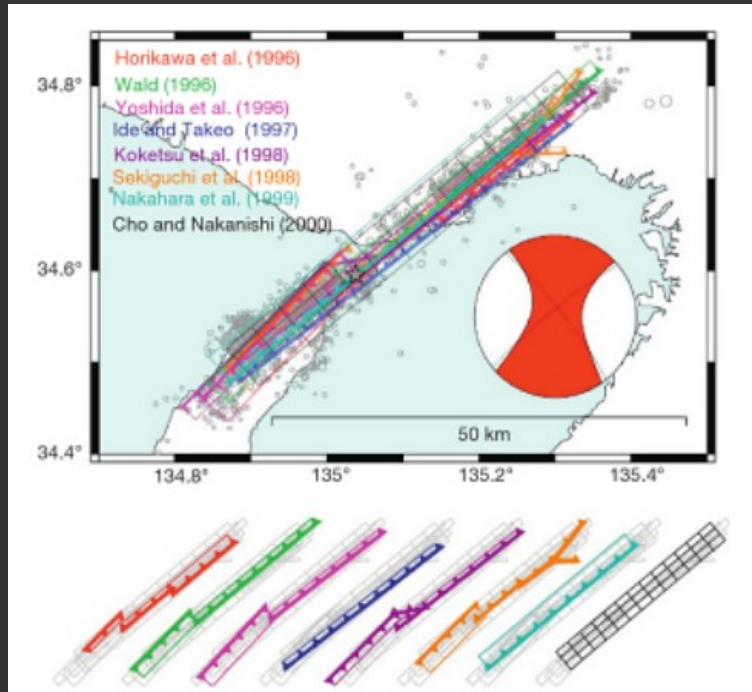 Horikawa et al. (1996)
Wald (1996)
Yoshida et al. (1996)
Ide and Takeo (1997)
Koketsu et al. (1998)
Sekiguchi et al. (1998)
Nakahara et al. (1999)
Cho and Nakanishi (2000)
34.8°
34.6°
34.4°
50 km
134.8° 135° 135.2° 135.4°